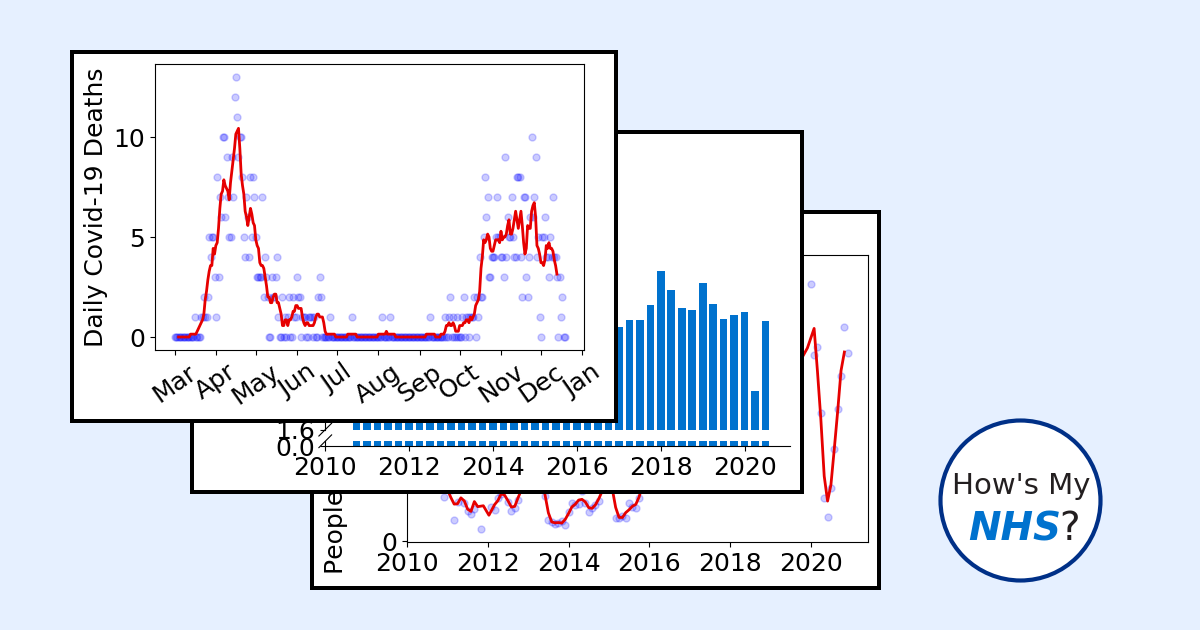 Daily Covid-19 Deaths
10
5
0
Mar Apr May Jun Jul Aug Sep Oct Nov Dec Jan
1.6
0.0
2010 2012 2014 2016 2018 2020
People
0
2010 2012 2014 2016 2018 2020
How's My
NHS?